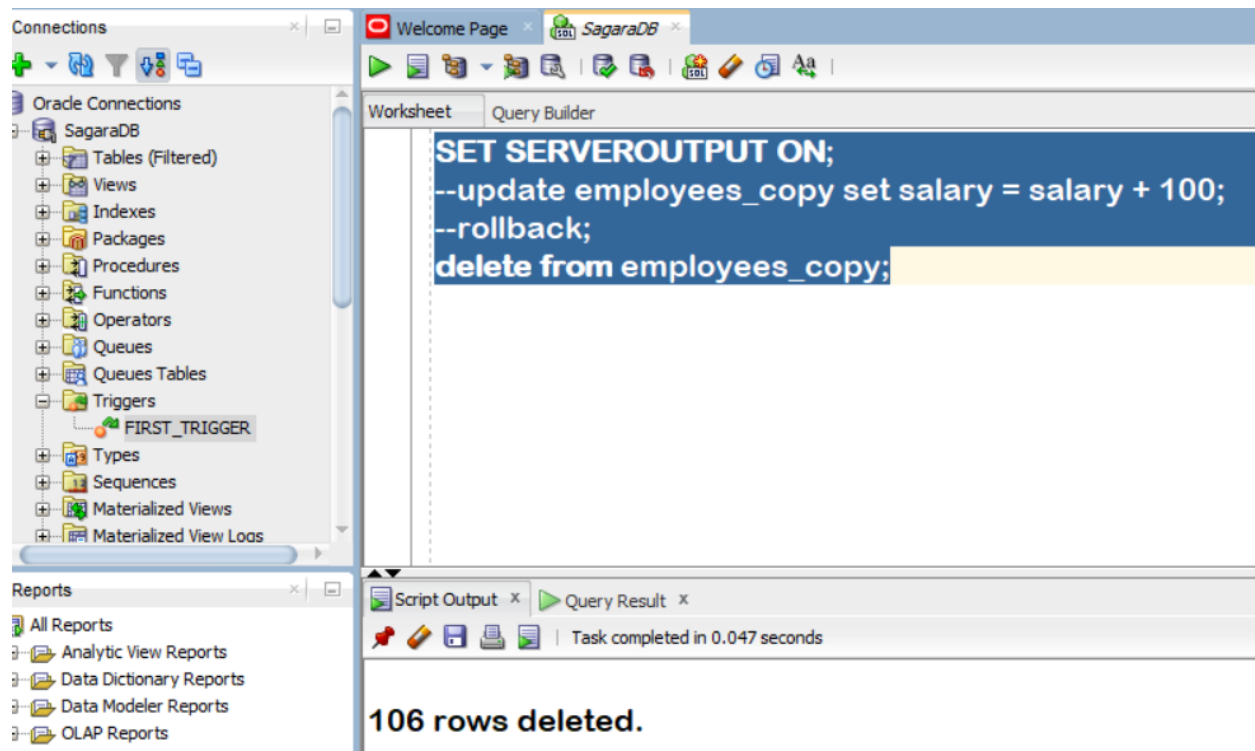 Connections
Oracle Connections
SagaraDB
Tables (Filtered)
Views
Indexes
Packages
Procedures
Functions
Operators
Queues
Queues Tables
Triggers
FIRST_TRIGGER
Types
Sequences
Materialized Views
Materialized View Logs
Reports
All Reports
Analytic View Reports
Data Dictionary Reports
Data Modeler Reports
OLAP Reports
Welcome Page
SagaraDB
Worksheet Query Builder
SET SERVEROUTPUT ON;
--update employees_copy set salary = salary + 100;
--rollback;
delete from employees_copy;
Script Output x Query Result x
Task completed in 0.047 seconds
106 rows deleted.